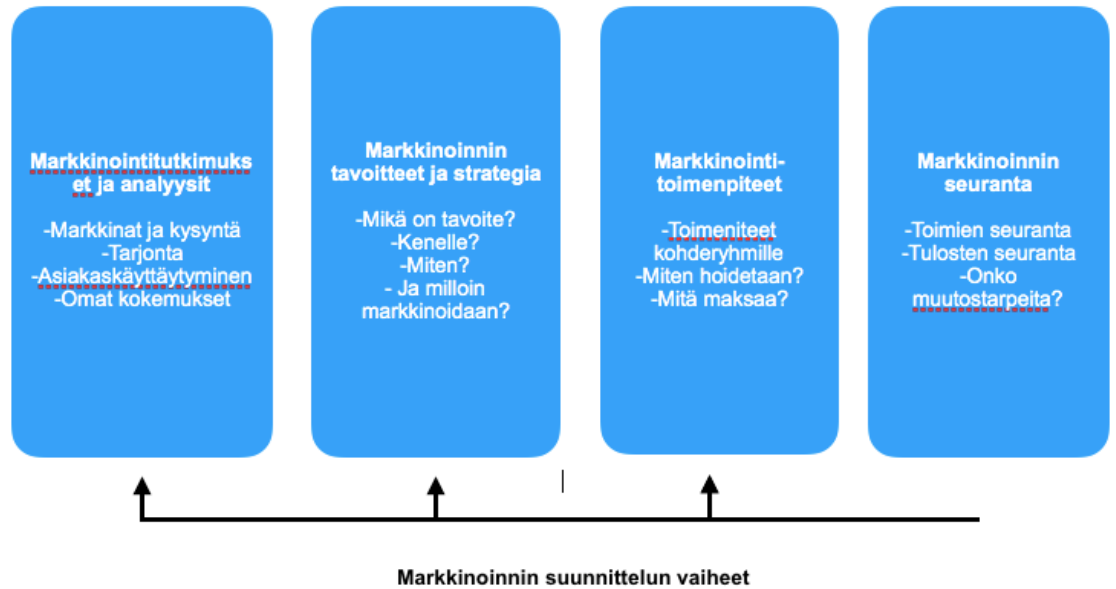 Markkinointitutkimuks
et ja analyysit
-Markkinat ja kysyntä
-Tarjonta
-Asiakaskäyttäytyminen
-Omat kokemukset
Markkinoinnin
tavoitteet ja strategia
-Mikä on tavoite?
-Kenelle?
-Miten?
- Ja milloin
markkinoidaan?
Markkinointi-
toimenpiteet
-Toimeniteet
kohderyhmille
-Miten hoidetaan?
-Mitä maksaa?
Markkinoinnin
seuranta
-Toimien seuranta
-Tulosten seuranta
-Onko
muutostarpeita?
Markkinoinnin suunnittelun vaiheet